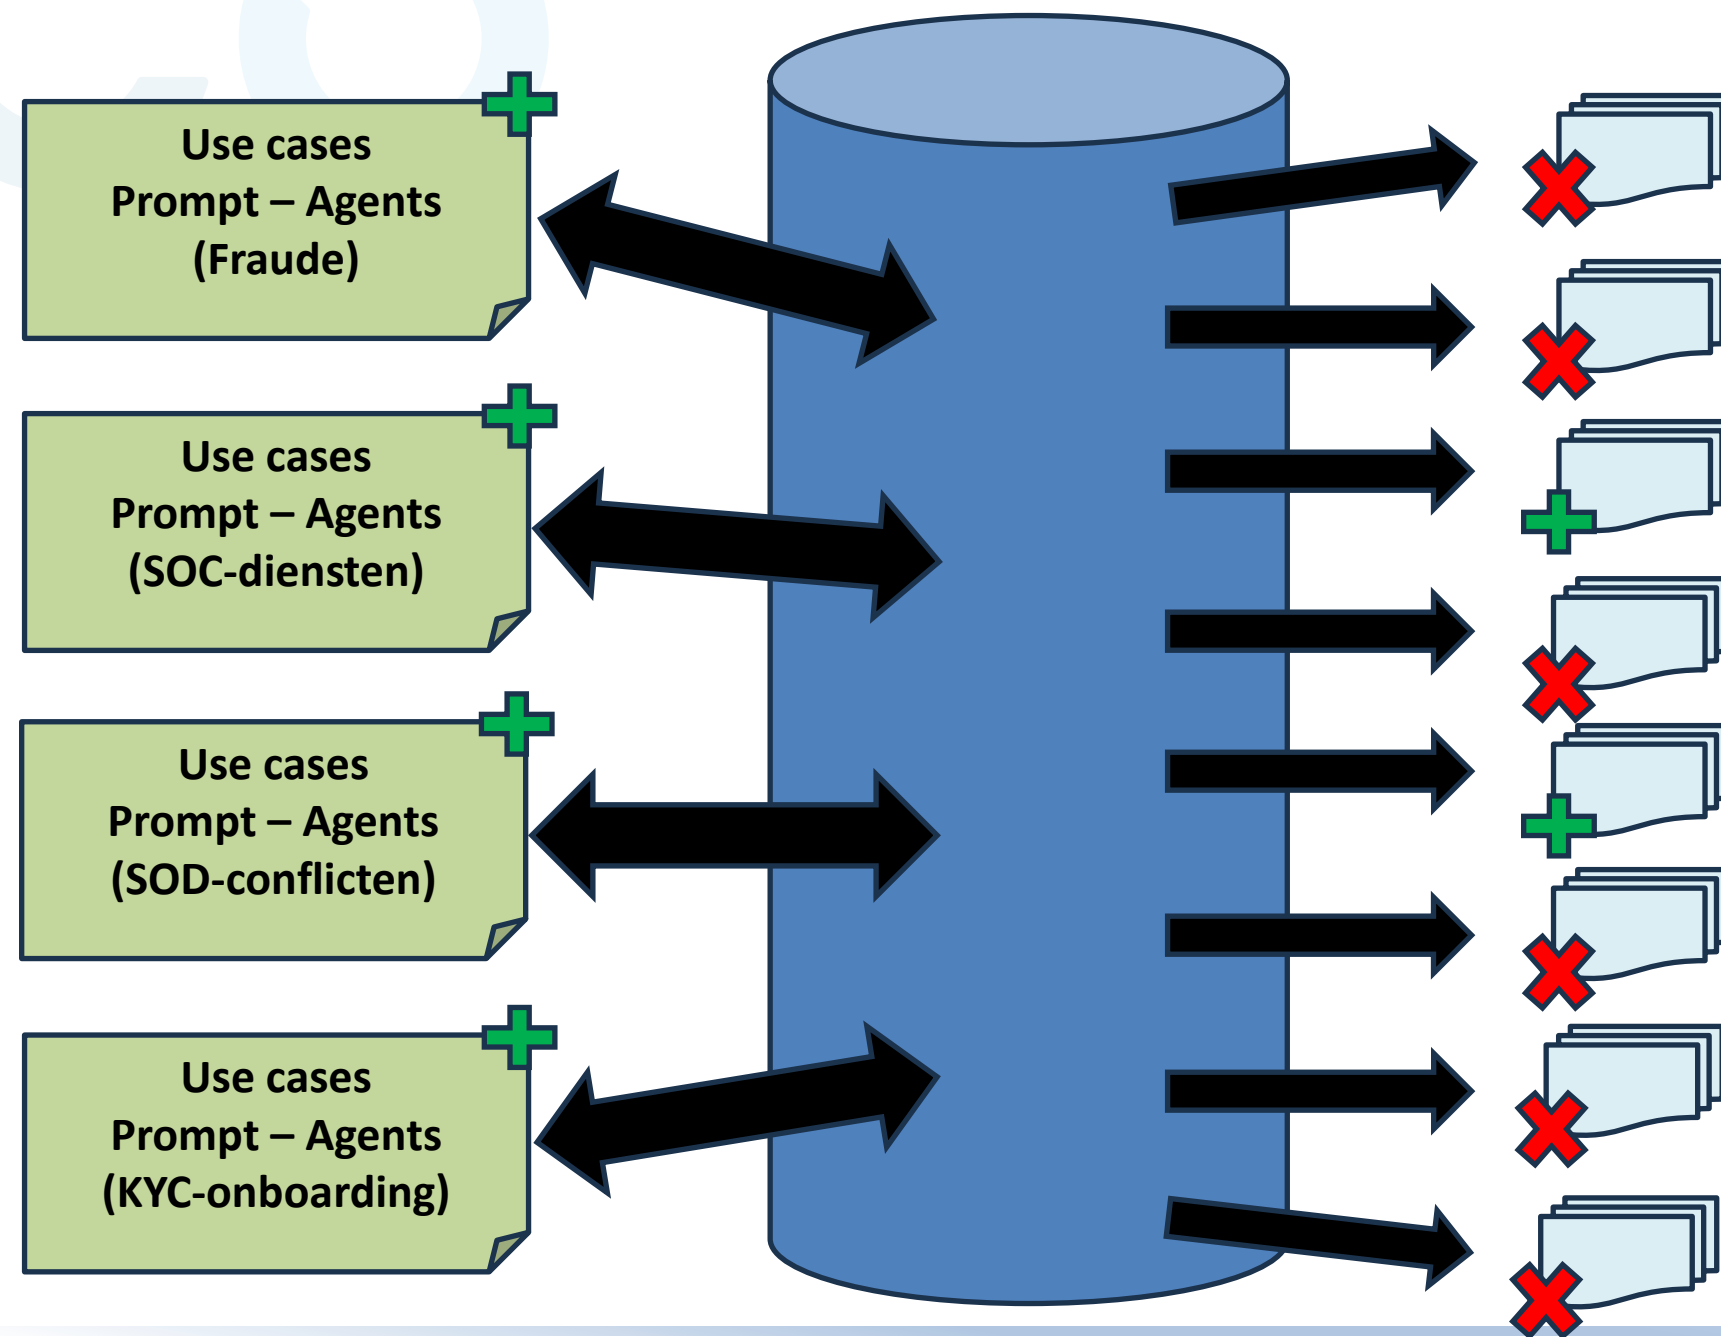 Use cases
Prompt – Agents
(Fraude)
Use cases
Prompt – Agents
(SOC-diensten)
Use cases
Prompt – Agents
(SOD-conflicten)
Use cases
Prompt – Agents
(KYC-onboarding)